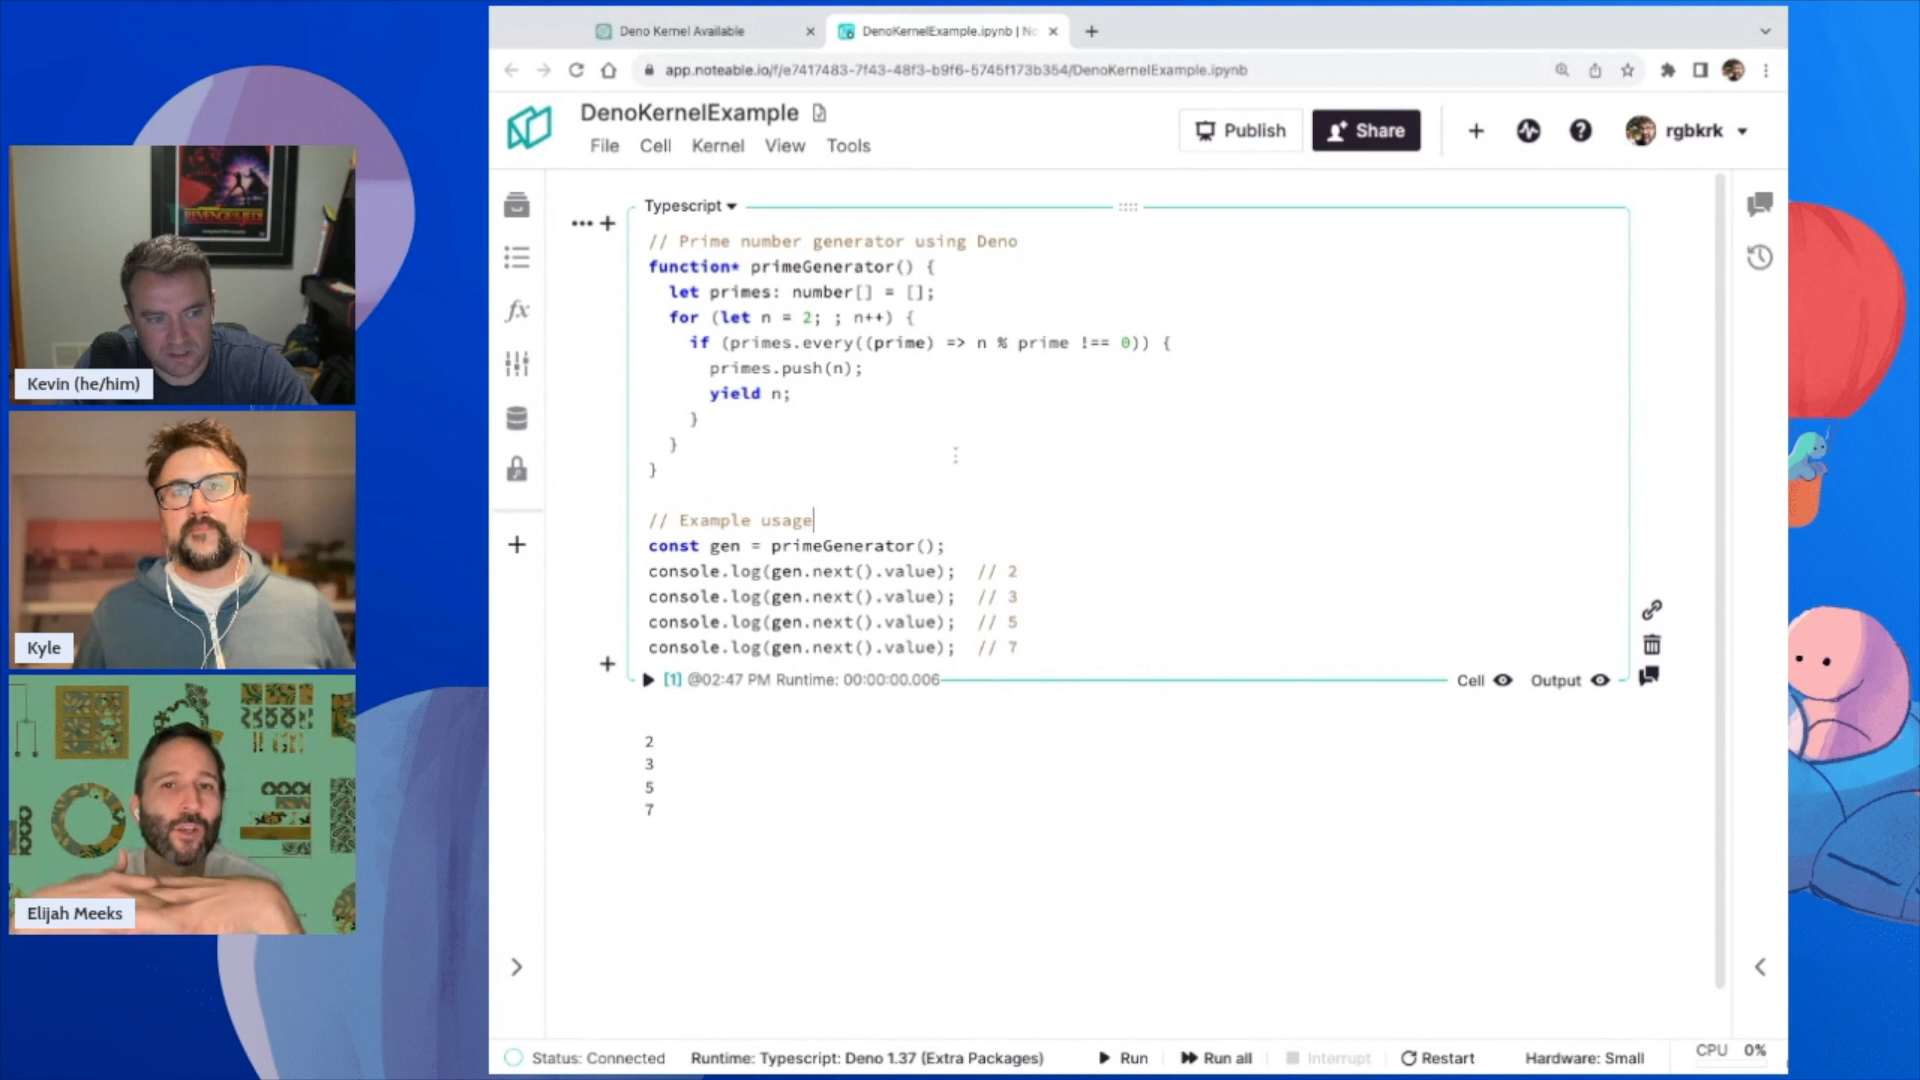 Deno Kernel Available
DenoKernelExample.ipynb | No
app.noteable.io/f/e7417483-7f43-48f3-b9f6-5745f173b354/DenoKernelExample.ipynb
DenoKernelExample
File Cell Kernel View Tools
Publish
Share
rgbkrk
REVENGE OF THE JEDI
Kevin (he/him)
Kyle
Elijah Meeks
fx
Typescript
// Prime number generator using Deno
function* primeGenerator() {
let primes: number[] = [];
for (let n = 2; ; n++) {
if (primes.every((prime) => n % prime !== 0)) {
primes.push(n);
yield n;
}
}
}
// Example usage
const gen = primeGenerator();
console.log(gen.next().value); // 2
console.log(gen.next().value); // 3
console.log(gen.next().value); // 5
console.log(gen.next().value); // 7
[1] @02:47 PM Runtime: 00:00:00.006
Cell Output
2
3
5
7
Status: Connected Runtime: Typescript: Deno 1.37 (Extra Packages) Run Run all Interrupt Restart Hardware: Small CPU 0%